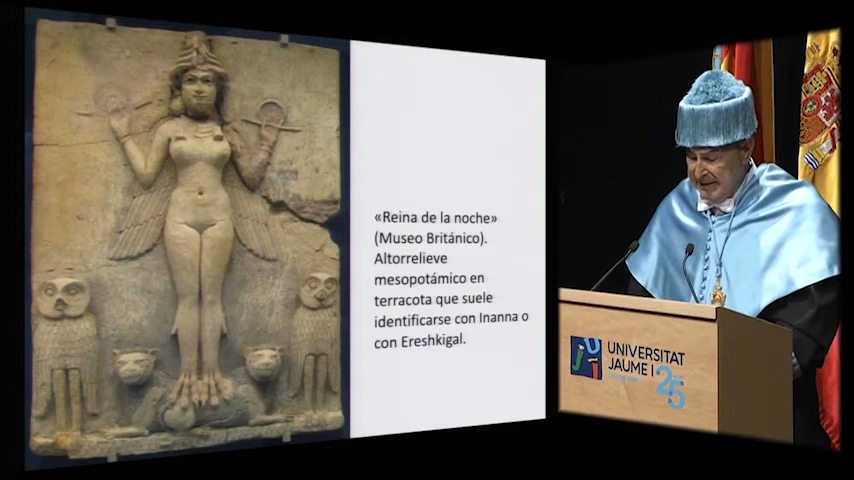 «Reina de la noche»
(Museo Británico).
Altorrelieve
mesopotámico en
terracota que suele
identificarse con Inanna o
con Ereshkigal.
UNIVERSITAT
JAUME I
25